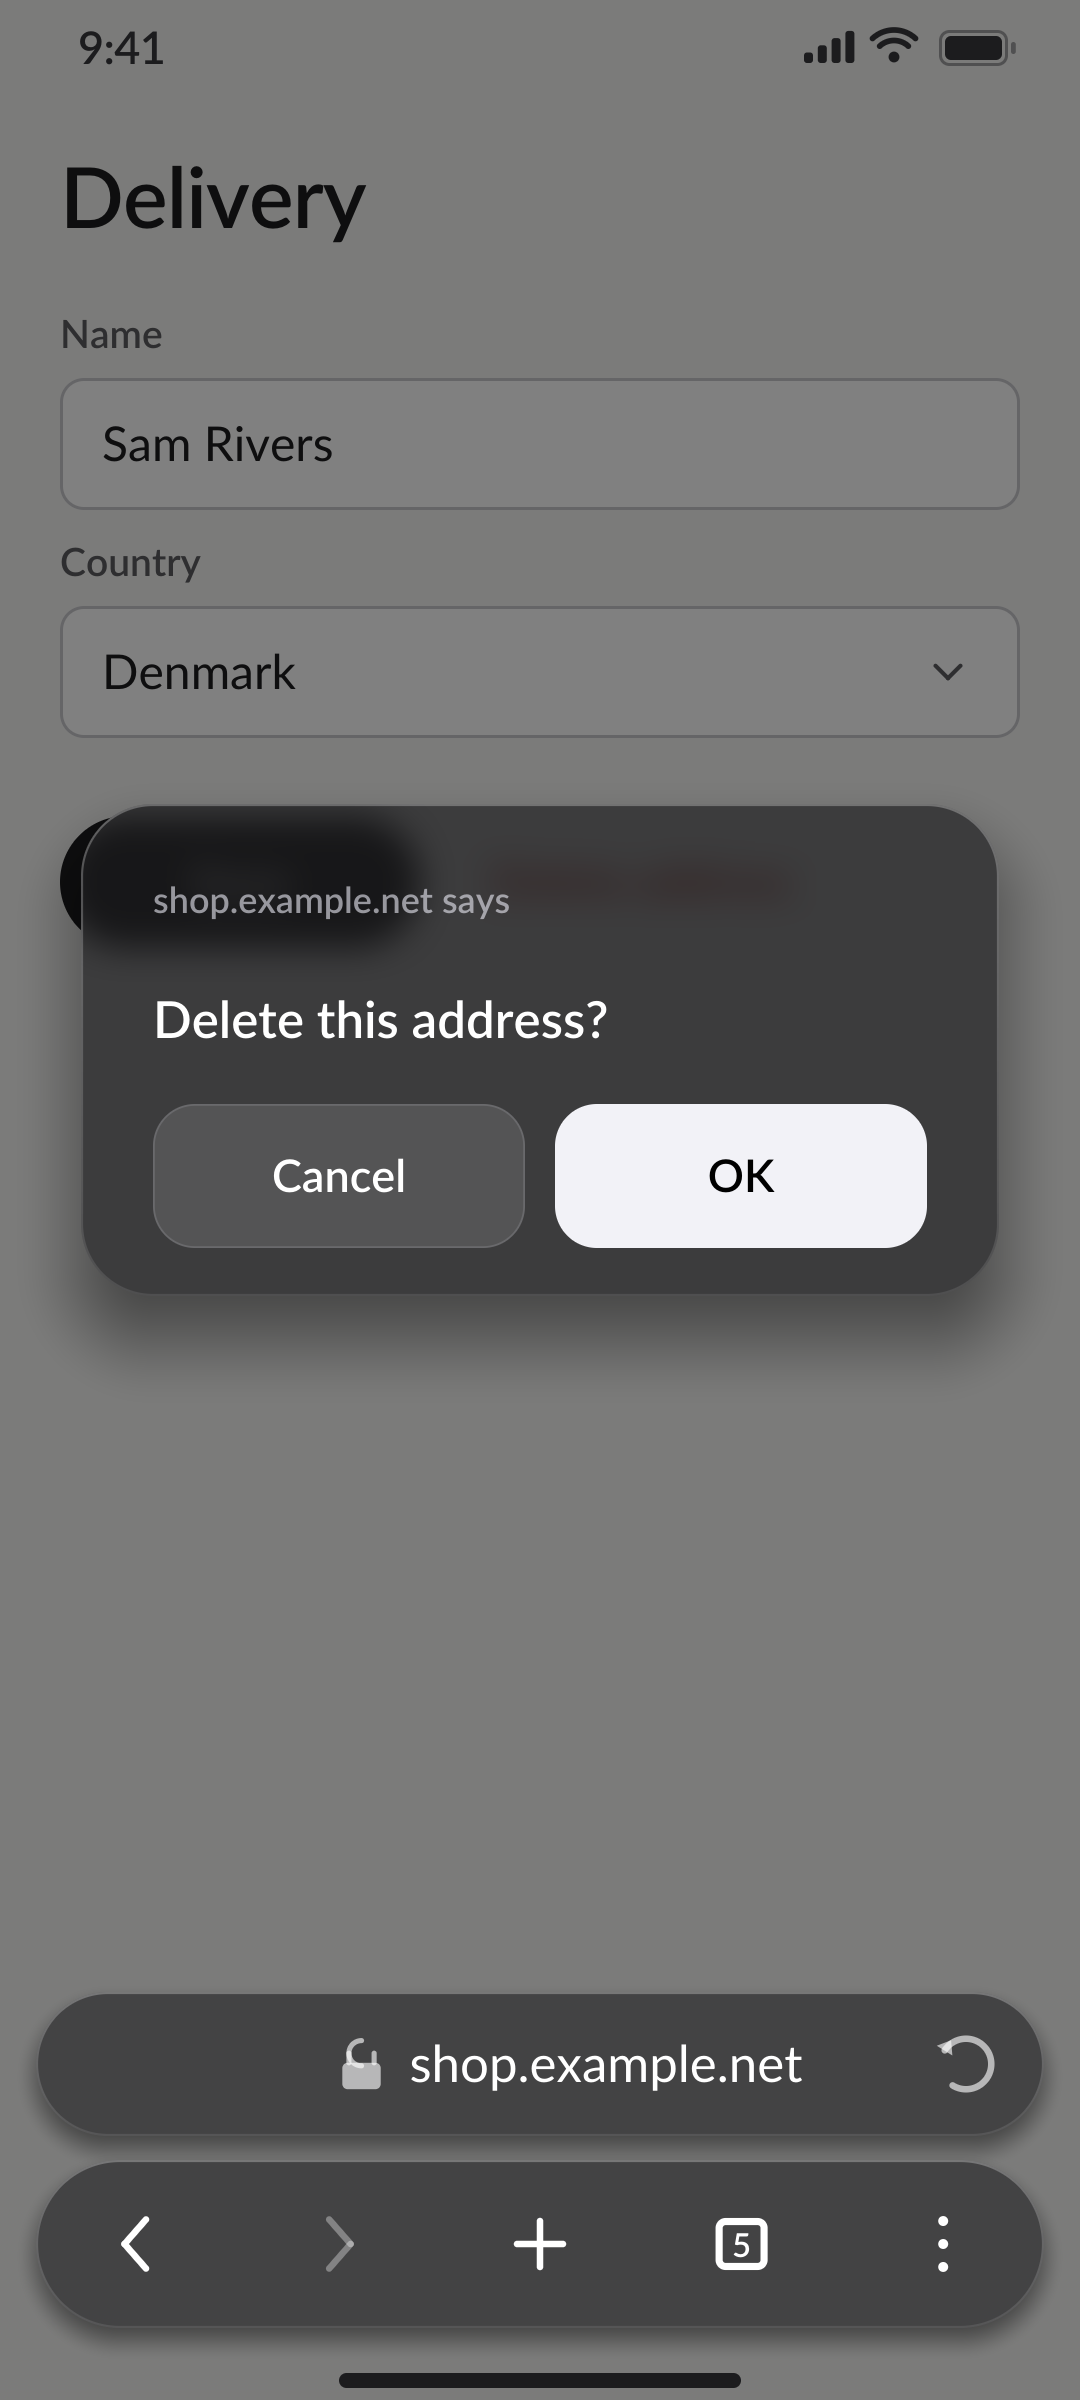 9:41
Delivery
Name
Sam Rivers
Country
Denmark
shop.example.net says
Delete this address?
Cancel
OK
shop.example.net
5